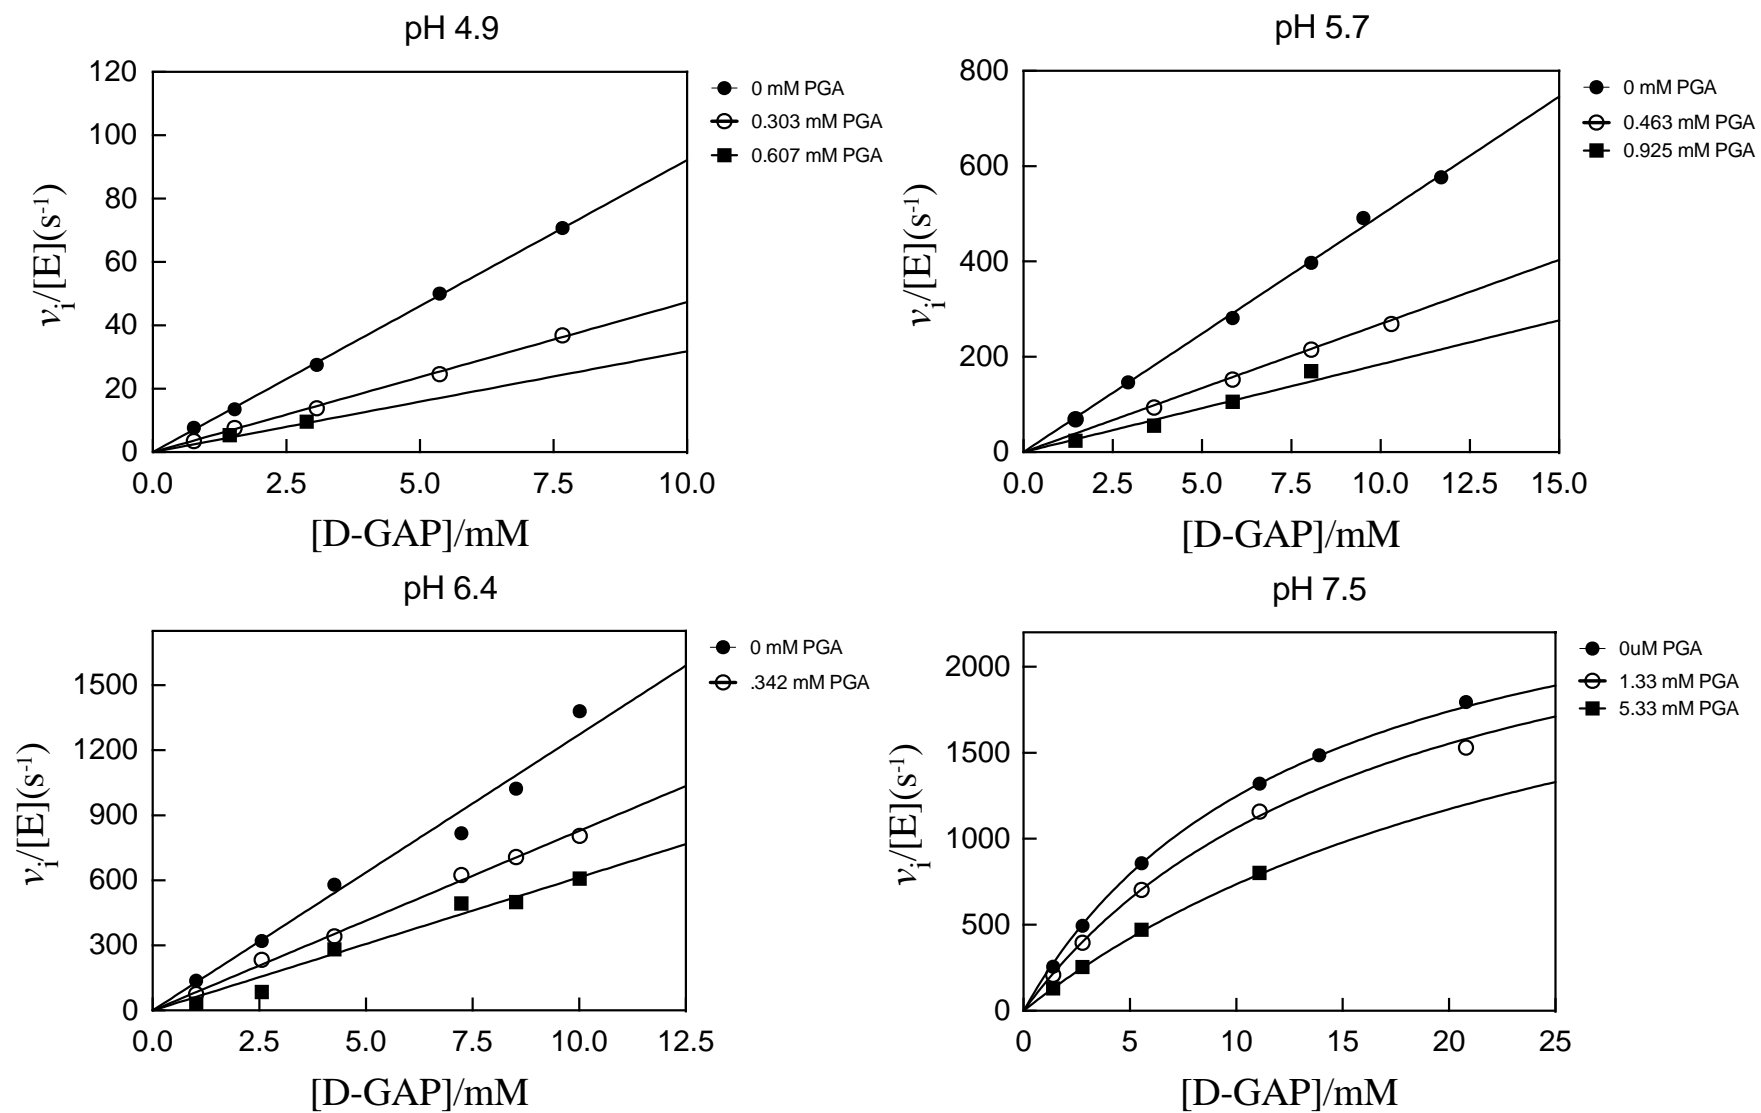 pH 4.9
120
100
80
60
40
20
0
0.0 2.5 5.0 7.5 10.0
vi/[E](s-1)
[D-GAP]/mM
0 mM PGA
0.303 mM PGA
0.607 mM PGA
pH 5.7
800
600
400
200
0
0.0 2.5 5.0 7.5 10.0 12.5 15.0
vi/[E](s-1)
[D-GAP]/mM
0 mM PGA
0.463 mM PGA
0.925 mM PGA
pH 6.4
1500
1200
900
600
300
0
0.0 2.5 5.0 7.5 10.0 12.5
vi/[E](s-1)
[D-GAP]/mM
0 mM PGA
.342 mM PGA
pH 7.5
2000
1500
1000
500
0
0 5 10 15 20 25
vi/[E](s-1)
[D-GAP]/mM
0uM PGA
1.33 mM PGA
5.33 mM PGA